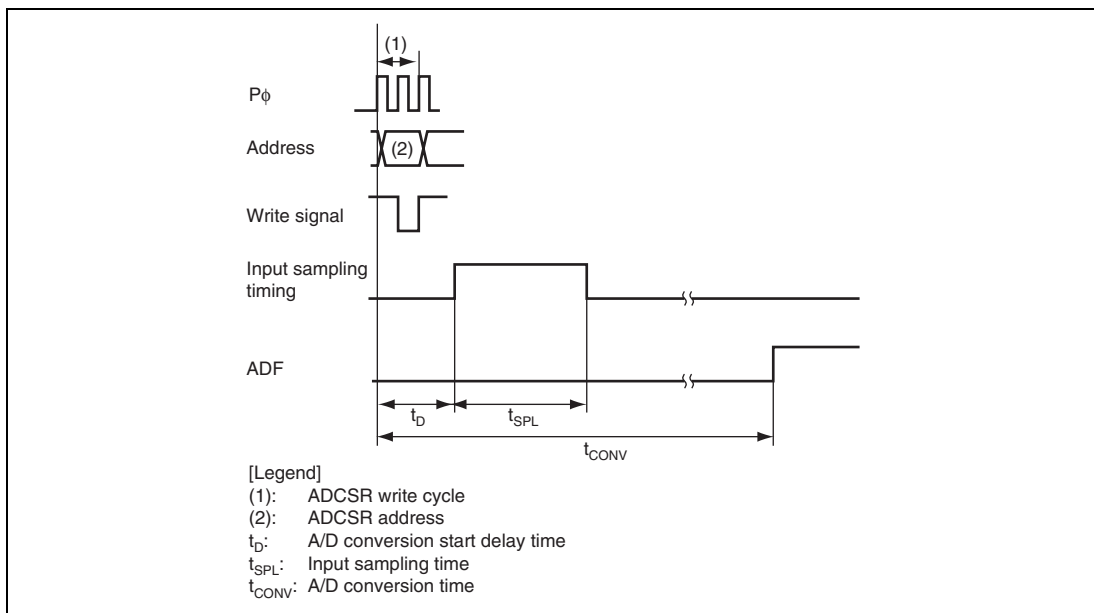 (1)
Pϕ
Address
(2)
Write signal
Input sampling
timing
ADF
tD
tSPL
tCONV
[Legend]
(1): ADCSR write cycle
(2): ADCSR address
tD: A/D conversion start delay time
tSPL: Input sampling time
tCONV: A/D conversion time